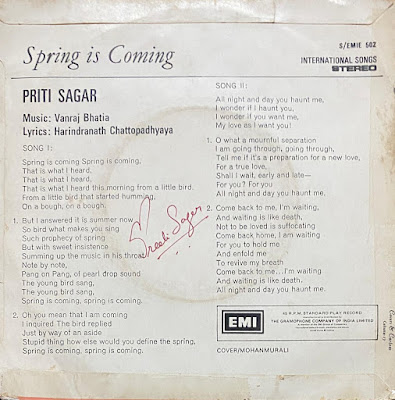 Spring is Coming
S/EMIE 502
INTERNATIONAL SONGS
STEREO
PRITI SAGAR
Music: Vanraj Bhatia
Lyrics: Harindranath Chattopadhyaya
SONG I:
Spring is coming Spring is coming,
That is what I heard,
That is what I heard,
That is what I heard this morning from a little bird.
From a little bird that started humming,
On a bough, on a bough.
1. But I answered it is summer now
So bird what makes you sing
Such prophecy of spring
But with sweet insistence
Summing up the music in his throat
Note by note,
Pang on Pang, of pearl drop sound
The young bird sang,
The young bird sang,
Spring is coming, spring is coming.
2. Oh you mean that I am coming
I inquired The bird replied
Just by way of an aside
Stupid thing how else would you define the spring,
Spring is coming, spring is coming.
SONG II:
All night and day you haunt me,
I wonder if I haunt you,
I wonder if you want me,
My love as I want you!
1. O what a mournful separation
I am going through, going through,
Tell me if it's a preparation for a new love,
For a true love,
Shall I wait, early and late—
For you? For you
All night and day you haunt me,
2. Come back to me, I'm waiting,
And waiting is like death,
Not to be loved is suffocating
Come back home, I am waiting
For you to hold me
And enfold me
To revive my breath
Come back to me...I'm waiting
And waiting is like death.
All night and day you haunt me,
Preeti Sagar
EMI
45 R.P.M. STANDARD PLAY RECORD
THE GRAMOPHONE COMPANY OF INDIA LIMITED
COVER/MOHANMURALI